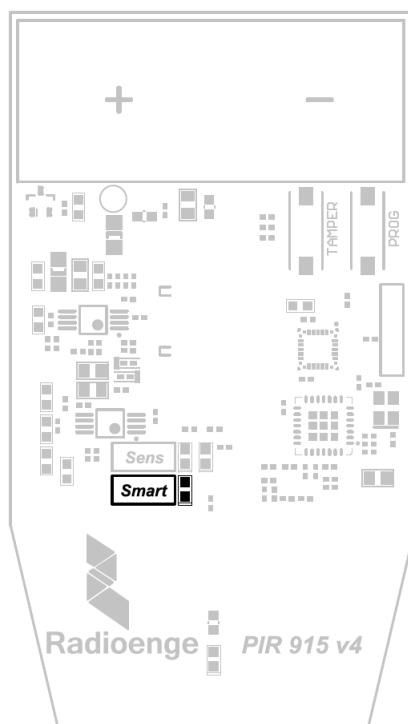 + −
TAMPER
PROG
Sens
Smart
Radioenge PIR 915 v4